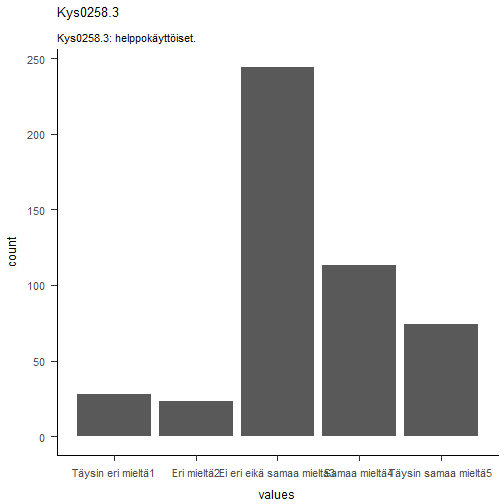 Kys0258.3
Kys0258.3: helppokäyttöiset.
250
200
150
100
50
0
count
Täysin eri mieltä1 Eri mieltä2 Ei eri eikä samaa mieltä3 Samaa mieltä4 Täysin samaa mieltä5
values